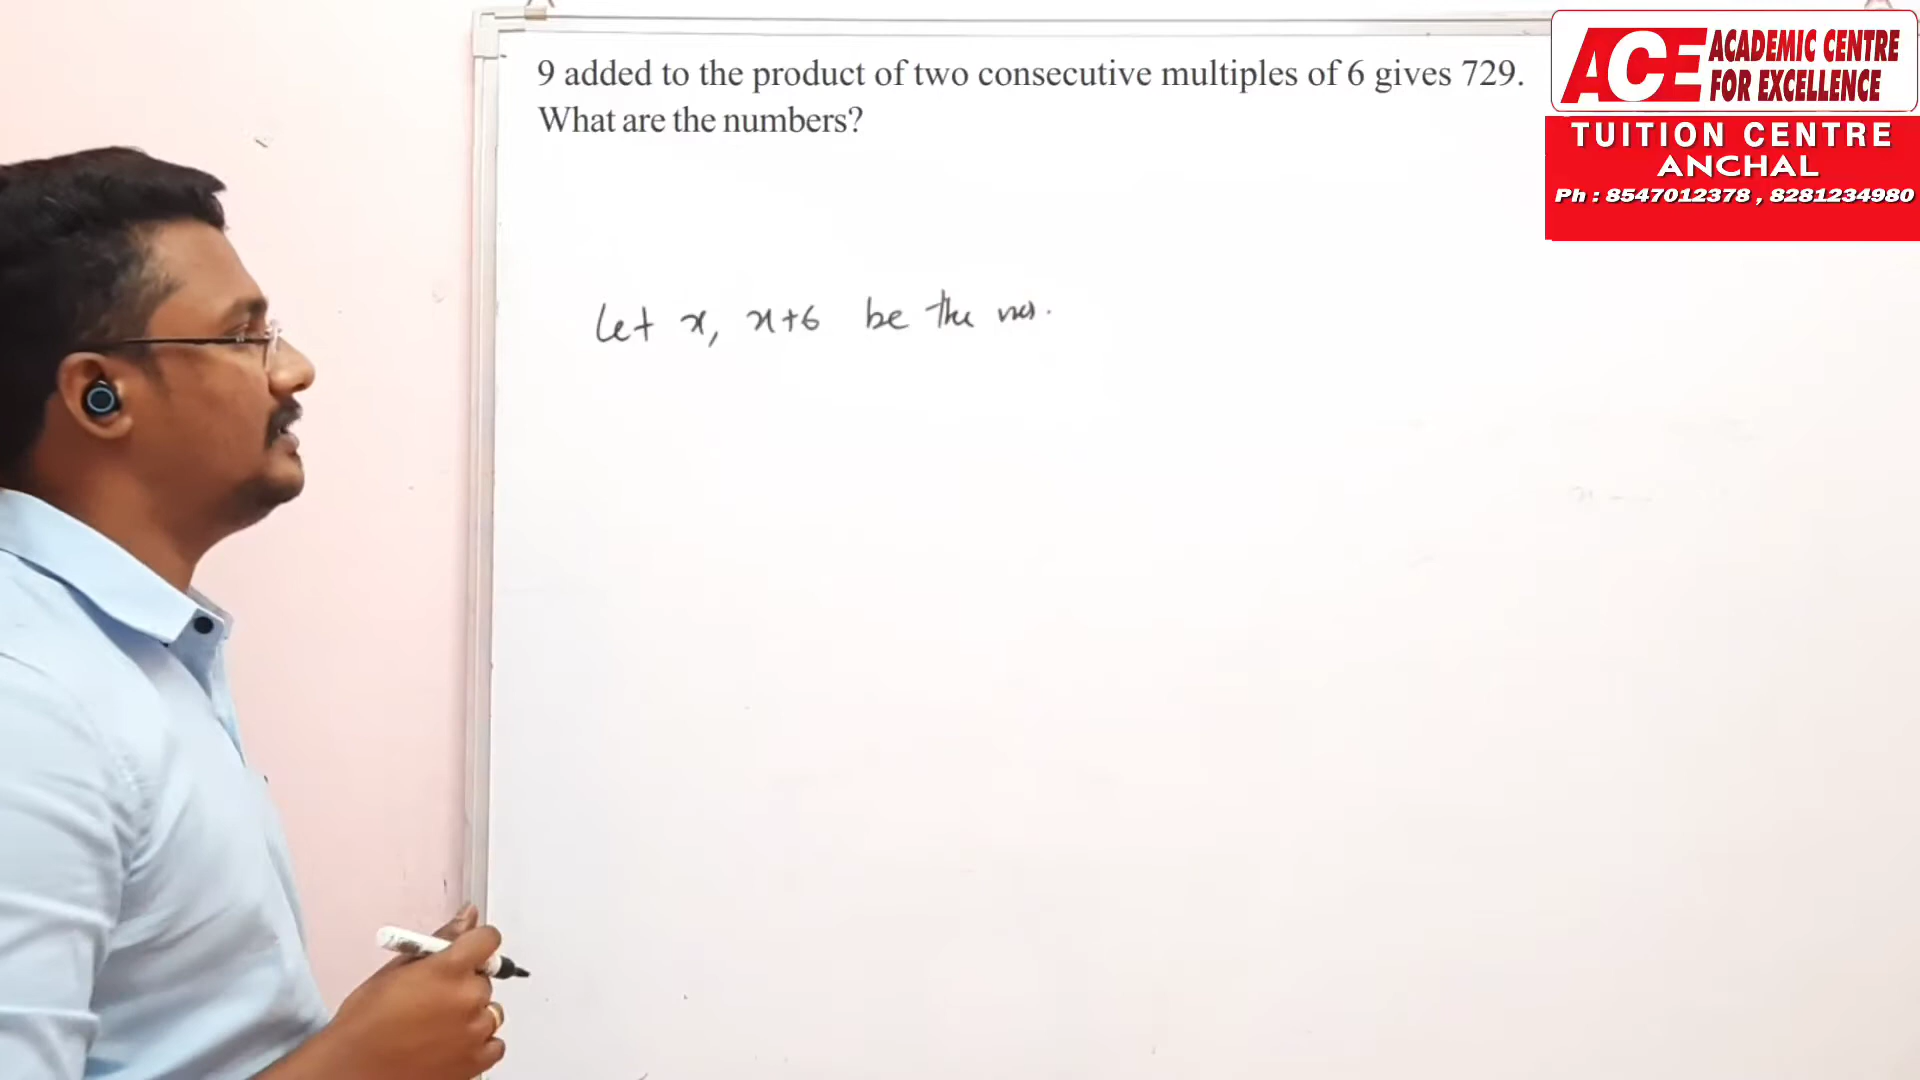 9 added to the product of two consecutive multiples of 6 gives 729.
What are the numbers?
ACE ACADEMIC CENTRE
FOR EXCELLENCE
TUITION CENTRE
ANCHAL
Ph : 8547012378 , 8281234980
Let x, x+6 be the nos.